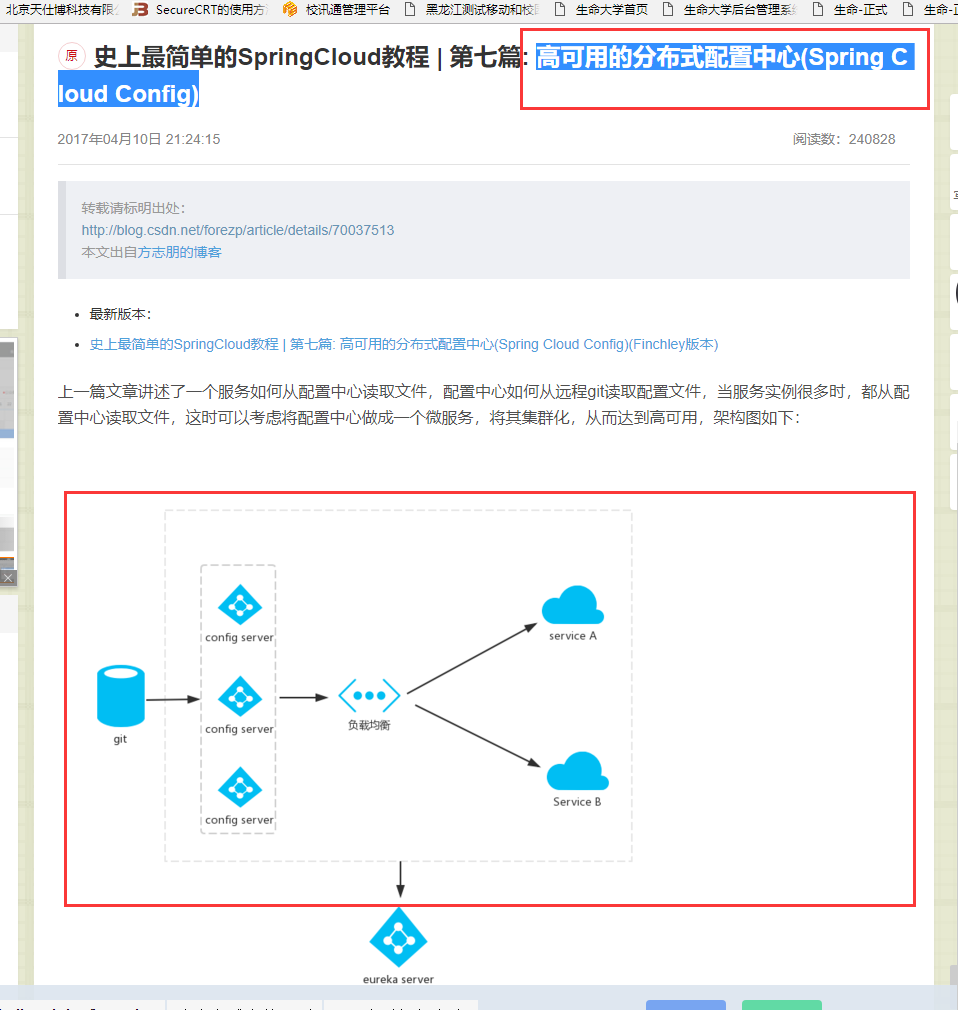 北京天仕博科技有限 SecureCRT的使用方 校讯通管理平台 黑龙江测试移动和校 生命大学首页 生命大学后台管理系 生命-正式 生命-正
原 史上最简单的SpringCloud教程 | 第七篇: 高可用的分布式配置中心(Spring C
loud Config)
2017年04月10日 21:24:15 阅读数：240828
转载请标明出处：
http://blog.csdn.net/forezp/article/details/70037513
本文出自方志朋的博客
最新版本：
史上最简单的SpringCloud教程 | 第七篇: 高可用的分布式配置中心(Spring Cloud Config)(Finchley版本)
上一篇文章讲述了一个服务如何从配置中心读取文件，配置中心如何从远程git读取配置文件，当服务实例很多时，都从配
置中心读取文件，这时可以考虑将配置中心做成一个微服务，将其集群化，从而达到高可用，架构图如下：
config server
service A
config server
负载均衡
git
config server
Service B
eureka server